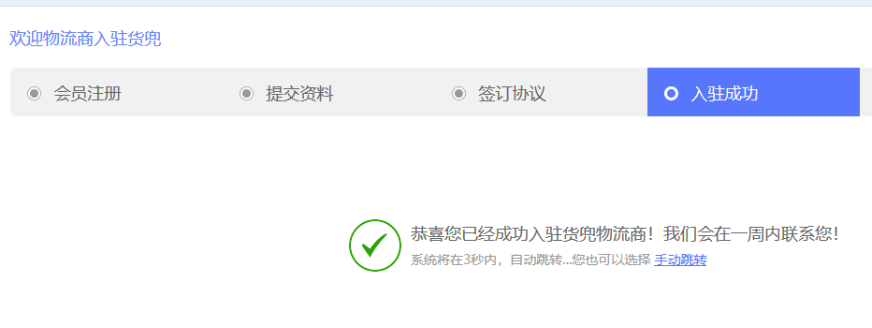 欢迎物流商入驻货兜
会员注册 提交资料 签订协议 入驻成功
恭喜您已经成功入驻货兜物流商！我们会在一周内联系您！
系统将在3秒内，自动跳转...您也可以选择 手动跳转